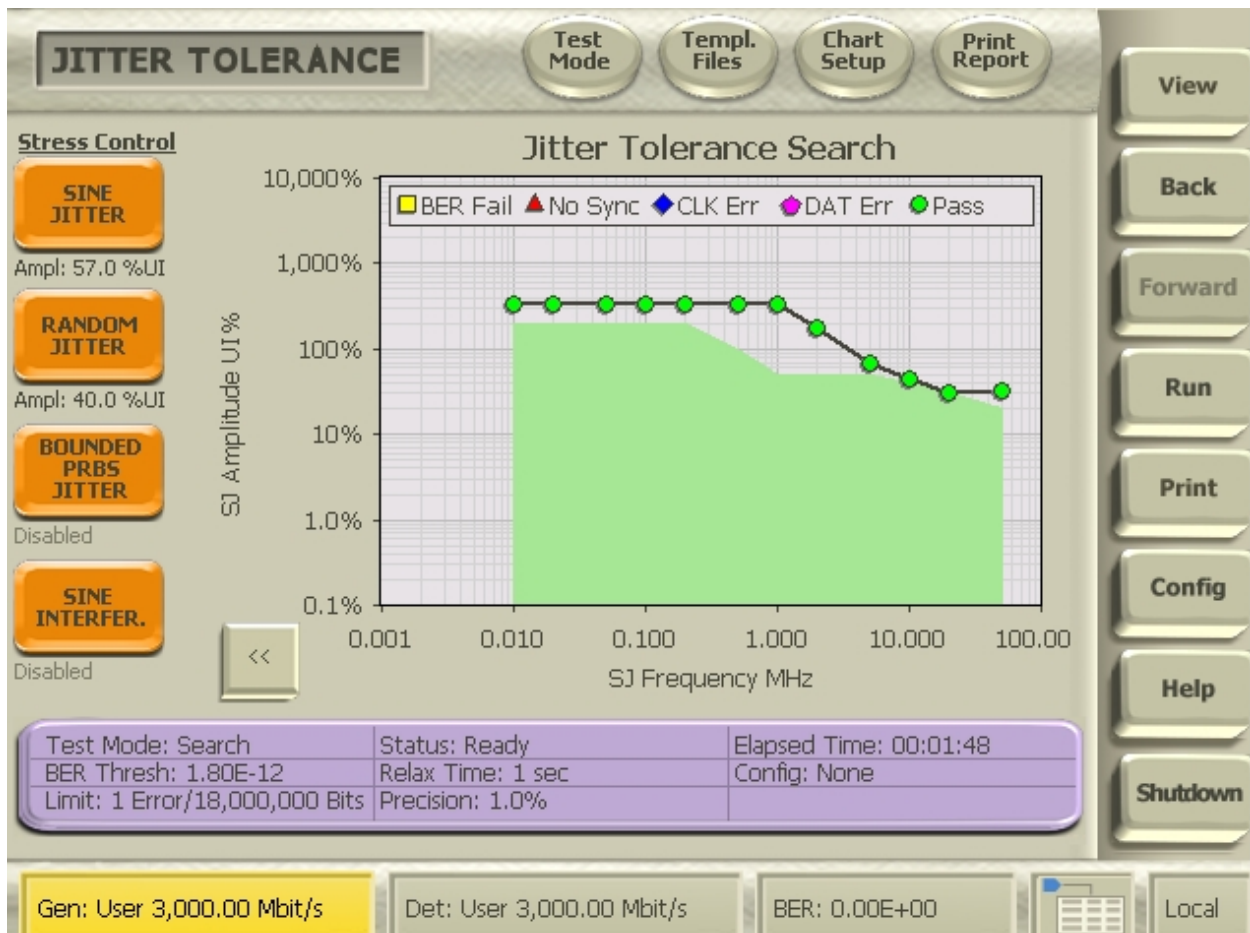 JITTER TOLERANCE
Test
Mode
Templ.
Files
Chart
Setup
Print
Report
View
Back
Forward
Run
Print
Config
Help
Shutdown
Stress Control
SINE
JITTER
Ampl: 57.0 %UI
RANDOM
JITTER
Ampl: 40.0 %UI
BOUNDED
PRBS
JITTER
Disabled
SINE
INTERFER.
Disabled
<<
Jitter Tolerance Search
BER Fail No Sync CLK Err DAT Err Pass
SJ Amplitude UI%
10,000%
1,000%
100%
10%
1.0%
0.1%
0.001 0.010 0.100 1.000 10.000 100.00
SJ Frequency MHz
Test Mode: Search Status: Ready Elapsed Time: 00:01:48
BER Thresh: 1.80E-12 Relax Time: 1 sec Config: None
Limit: 1 Error/18,000,000 Bits Precision: 1.0%
Gen: User 3,000.00 Mbit/s Det: User 3,000.00 Mbit/s BER: 0.00E+00 Local